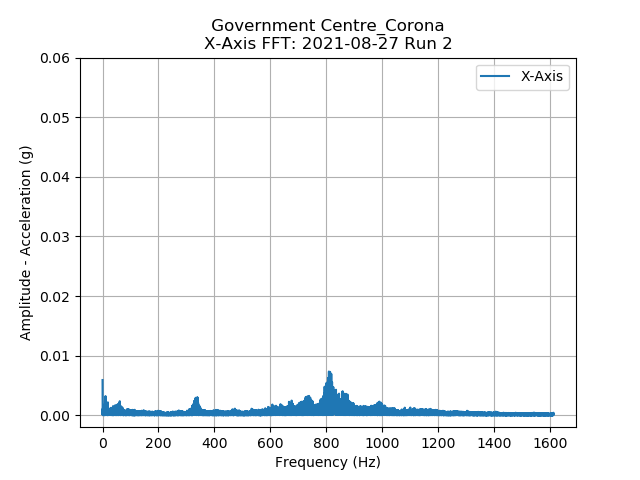 Government Centre_Corona
X-Axis FFT: 2021-08-27 Run 2
X-Axis
0.06
0.05
0.04
0.03
0.02
0.01
0.00
Amplitude - Acceleration (g)
0 200 400 600 800 1000 1200 1400 1600
Frequency (Hz)